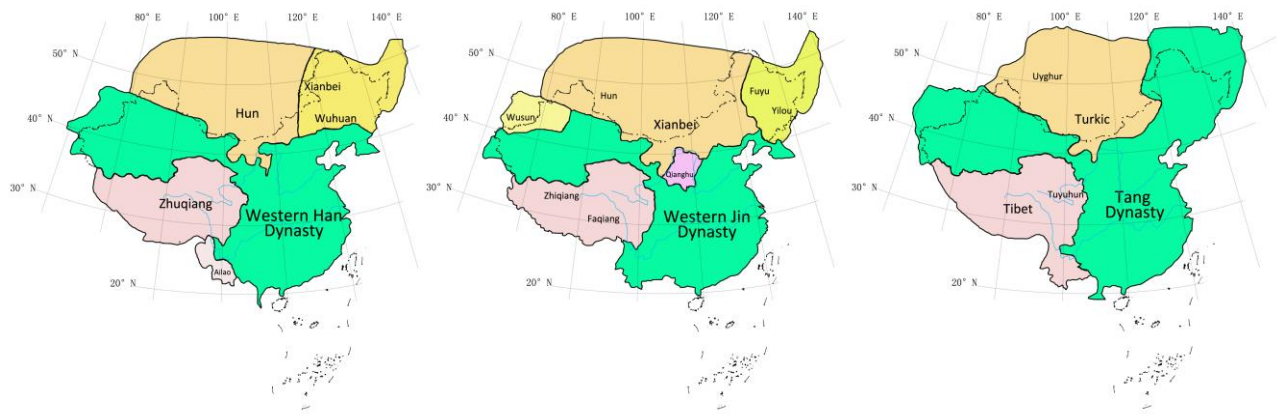 80° E 100° E 120° E 140° E
50° N
40° N
30° N
20° N
Xianbei
Hun
Wuhuan
Zhuqiang
Western Han
Dynasty
Ailao
80° E 100° E 120° E 140° E
50° N
40° N
30° N
20° N
Hun
Fuyu
Yilou
Wusun
Xianbei
Qianghu
Zhiqiang
Faqiang
Western Jin
Dynasty
80° E 100° E 120° E 140° E
50° N
40° N
30° N
20° N
Uyghur
Turkic
Tuyuhun
Tibet
Tang
Dynasty